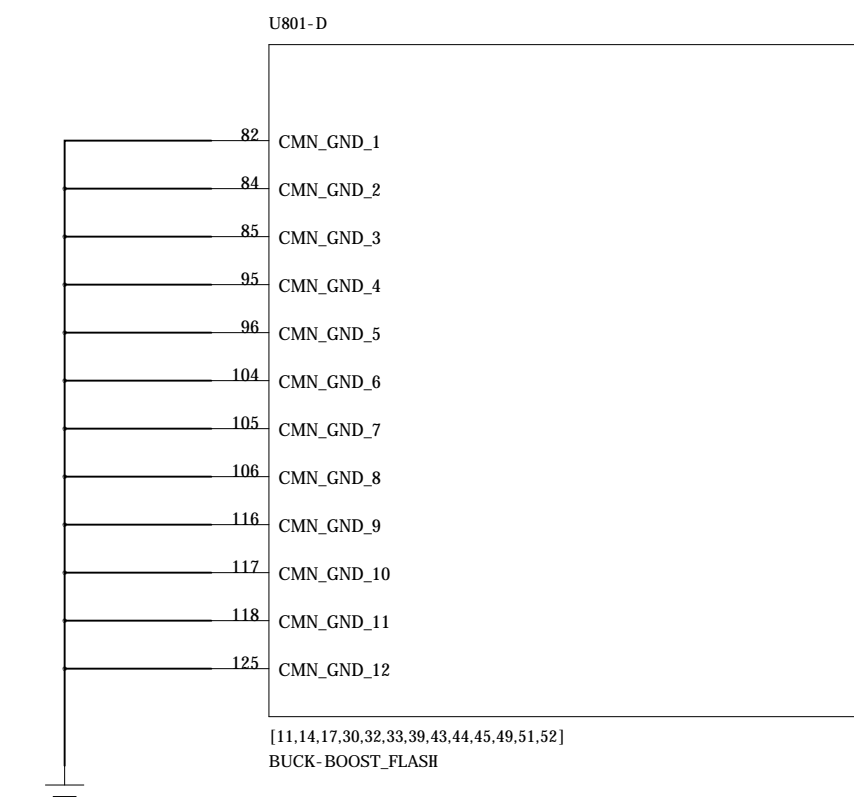 U801-D
82 CMN_GND_1
84 CMN_GND_2
85 CMN_GND_3
95 CMN_GND_4
96 CMN_GND_5
104 CMN_GND_6
105 CMN_GND_7
106 CMN_GND_8
116 CMN_GND_9
117 CMN_GND_10
118 CMN_GND_11
125 CMN_GND_12
[11,14,17,30,32,33,39,43,44,45,49,51,52]
BUCK-BOOST_FLASH